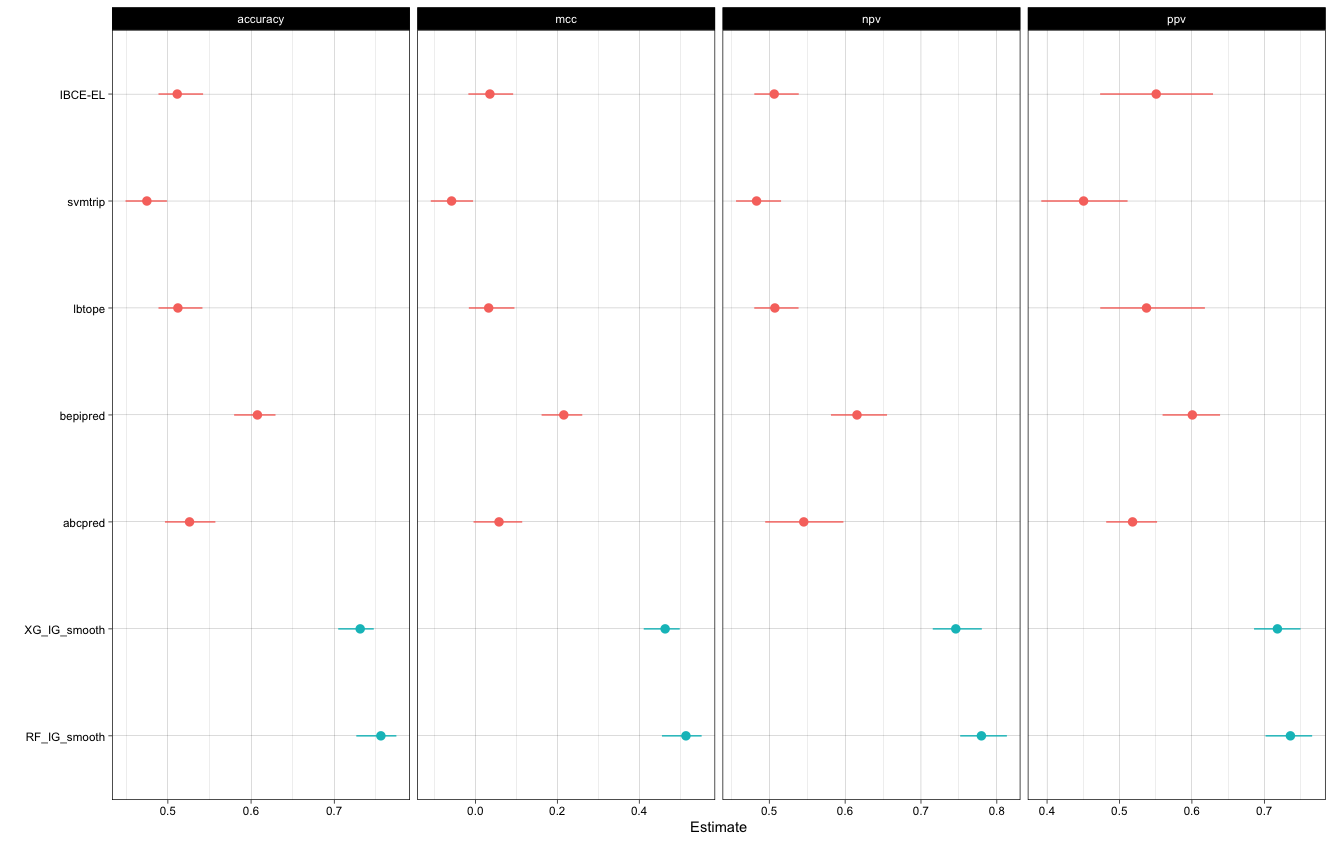 accuracy mcc npv ppv
IBCE-EL
svmtrip
lbtope
bepipred
abcpred
XG_IG_smooth
RF_IG_smooth
0.5 0.6 0.7 0.0 0.2 0.4 0.5 0.6 0.7 0.8 0.4 0.5 0.6 0.7
Estimate